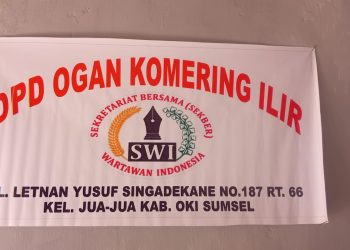 DPD OGAN KOMERING ILIR
SEKRETARIAT BERSAMA (SEKBER)
SWI
WARTAWAN INDONESIA
L. LETNAN YUSUF SINGADEKANE NO.187 RT. 66
KEL. JUA-JUA KAB. OKI SUMSEL